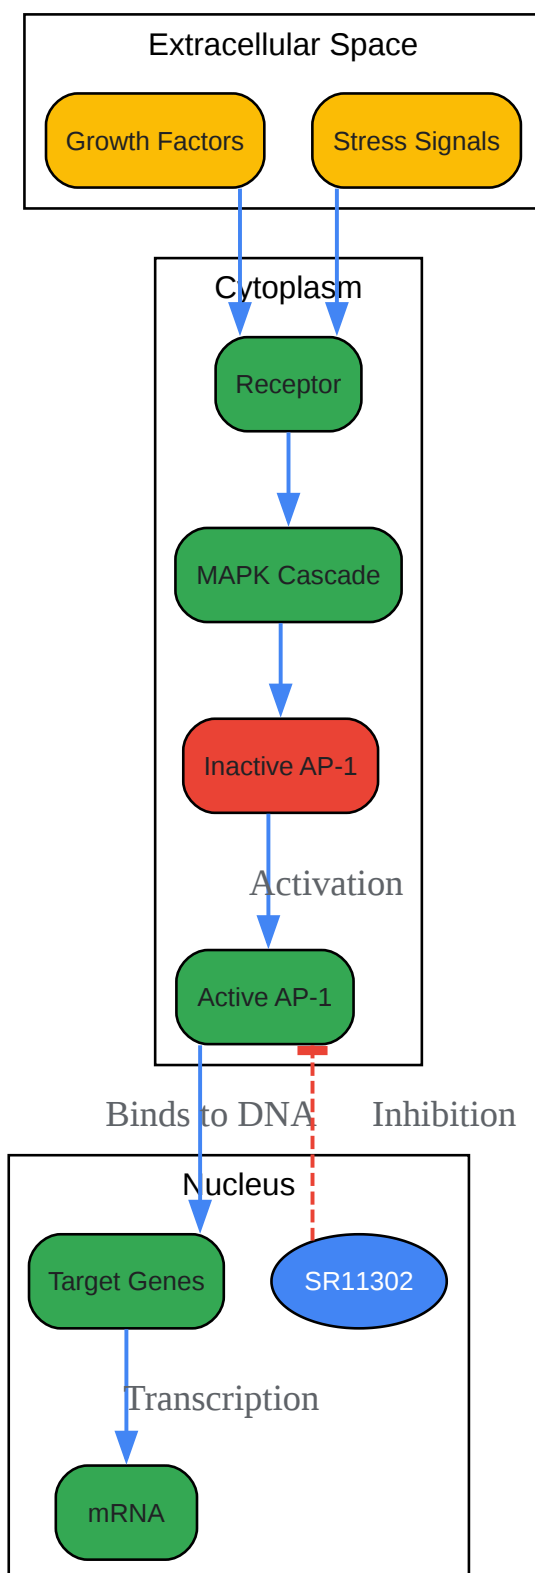 Extracellular Space
Growth Factors
Stress Signals
Cytoplasm
Receptor
MAPK Cascade
Inactive AP-1
Activation
Active AP-1
Binds to DNA
Inhibition
Nucleus
Target Genes
SR11302
Transcription
mRNA